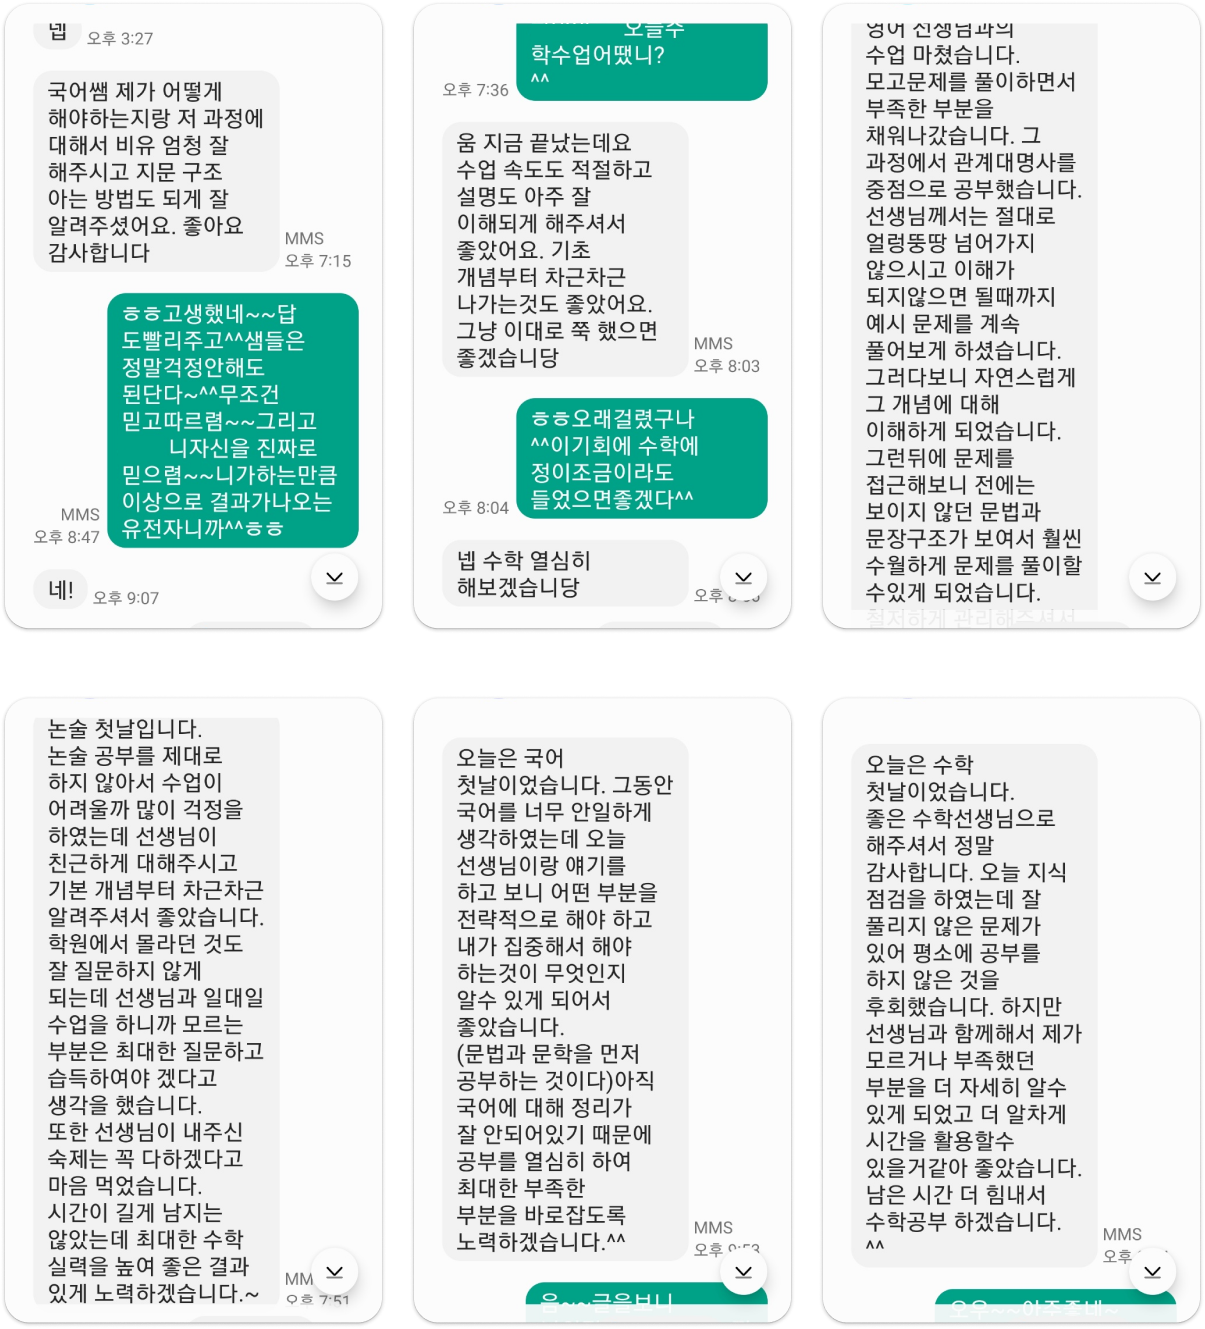 넵
오후 3:27
국어쌤 제가 어떻게
해야하는지랑 저 과정에
대해서 비유 엄청 잘
해주시고 지문 구조
아는 방법도 되게 잘
알려주셨어요. 좋아요
감사합니다
MMS
오후 7:15
ㅎㅎ고생했네~~답
도빨리주고^^샘들은
정말걱정안해도
된단다~^^무조건
믿고따르렴~~그리고
니자신을 진짜로
믿으렴~~니가하는만큼
이상으로 결과가나오는
유전자니까^^ㅎㅎ
MMS
오후 8:47
네!
오후 9:07
오늘수
학수업어땠니?
^^
오후 7:36
움 지금 끝났는데요
수업 속도도 적절하고
설명도 아주 잘
이해되게 해주셔서
좋았어요. 기초
개념부터 차근차근
나가는것도 좋았어요.
그냥 이대로 쭉 했으면
좋겠습니당
MMS
오후 8:03
ㅎㅎ오래걸렸구나
^^이기회에 수학에
정이조금이라도
들었으면좋겠다^^
오후 8:04
넵 수학 열심히
해보겠습니당
오후
영어 선생님과의
수업 마쳤습니다.
모고문제를 풀이하면서
부족한 부분을
채워나갔습니다. 그
과정에서 관계대명사를
중점으로 공부했습니다.
선생님께서는 절대로
얼렁뚱땅 넘어가지
않으시고 이해가
되지않으면 될때까지
예시 문제를 계속
풀어보게 하셨습니다.
그러다보니 자연스럽게
그 개념에 대해
이해하게 되었습니다.
그런뒤에 문제를
접근해보니 전에는
보이지 않던 문법과
문장구조가 보여서 훨씬
수월하게 문제를 풀이할
수있게 되었습니다.
철저하게 관리해주셔서
논술 첫날입니다.
논술 공부를 제대로
하지 않아서 수업이
어려울까 많이 걱정을
하였는데 선생님이
친근하게 대해주시고
기본 개념부터 차근차근
알려주셔서 좋았습니다.
학원에서 몰라던 것도
잘 질문하지 않게
되는데 선생님과 일대일
수업을 하니까 모르는
부분은 최대한 질문하고
습득하여야 겠다고
생각을 했습니다.
또한 선생님이 내주신
숙제는 꼭 다하겠다고
마음 먹었습니다.
시간이 길게 남지는
않았는데 최대한 수학
실력을 높여 좋은 결과
있게 노력하겠습니다.~
MM
오후 7:51
오늘은 국어
첫날이었습니다. 그동안
국어를 너무 안일하게
생각하였는데 오늘
선생님이랑 얘기를
하고 보니 어떤 부분을
전략적으로 해야 하고
내가 집중해서 해야
하는것이 무엇인지
알수 있게 되어서
좋았습니다.
(문법과 문학을 먼저
공부하는 것이다)아직
국어에 대해 정리가
잘 안되어있기 때문에
공부를 열심히 하여
최대한 부족한
부분을 바로잡도록
노력하겠습니다.^^
MMS
오후 9:53
음~~글을보니
오늘은 수학
첫날이었습니다.
좋은 수학선생님으로
해주셔서 정말
감사합니다. 오늘 지식
점검을 하였는데 잘
풀리지 않은 문제가
있어 평소에 공부를
하지 않은 것을
후회했습니다. 하지만
선생님과 함께해서 제가
모르거나 부족했던
부분을 더 자세히 알수
있게 되었고 더 알차게
시간을 활용할수
있을거같아 좋았습니다.
남은 시간 더 힘내서
수학공부 하겠습니다.
^^
MMS
오후
오우~~아주좋네~